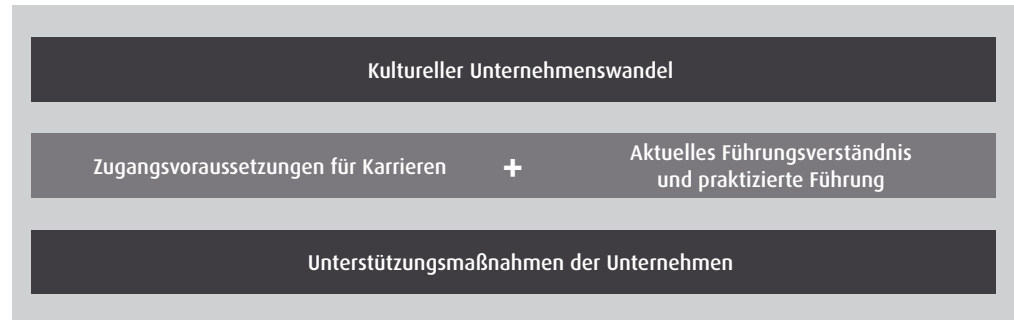 Kultureller Unternehmenswandel
Zugangsvoraussetzungen für Karrieren + Aktuelles Führungsverständnis
und praktizierte Führung
Unterstützungsmaßnahmen der Unternehmen